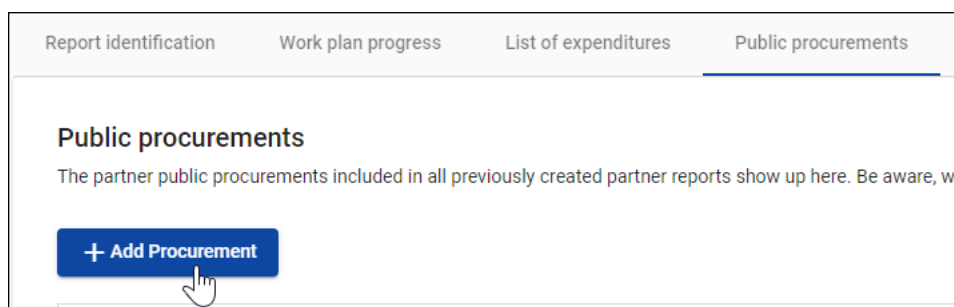 Report identification Work plan progress List of expenditures Public procurements
Public procurements
The partner public procurements included in all previously created partner reports show up here. Be aware, w
+ Add Procurement